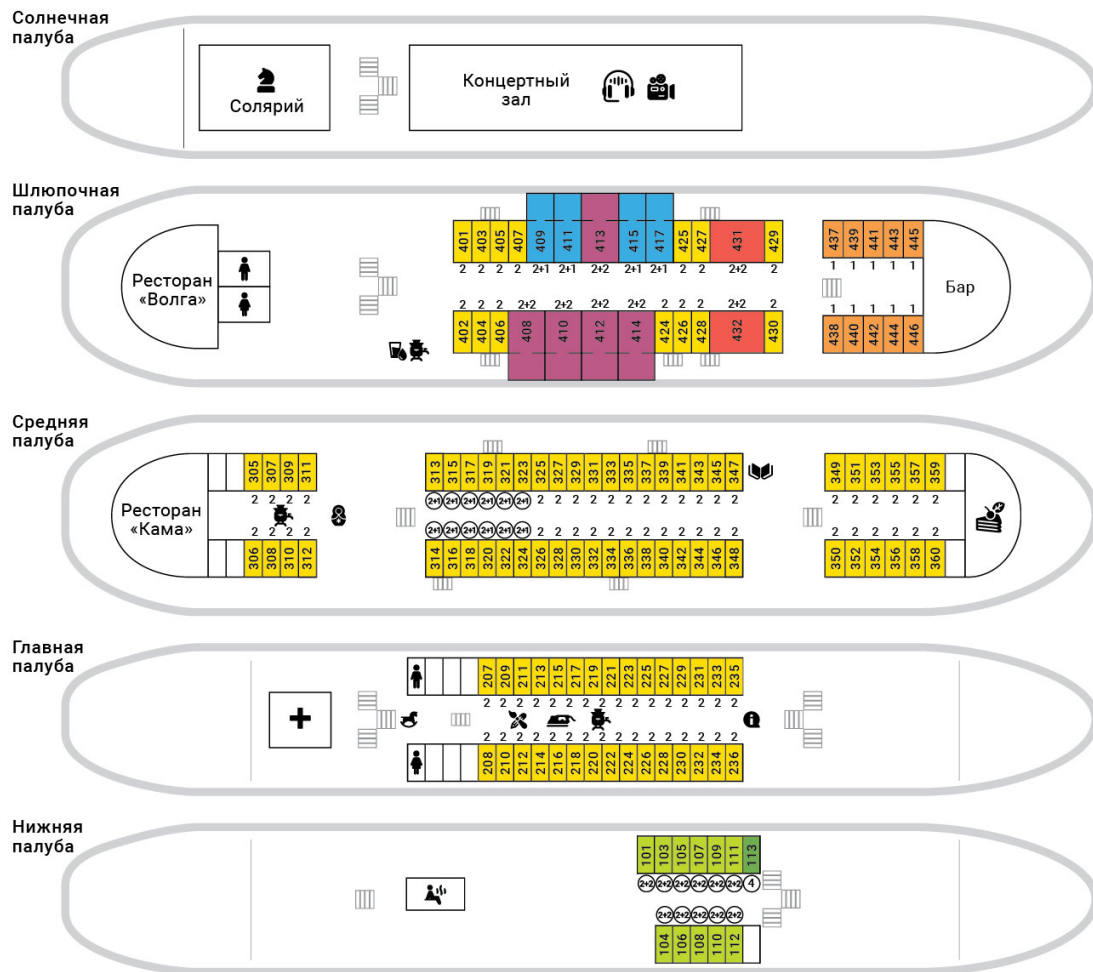 Солнечная
палуба
Солярий
Концертный
зал
Шлюпочная
палуба
Ресторан
«Волга»
401 403 405 407 409 411 413 415 417 425 427 431 429
2 2 2 2 2+1 2+1 2+2 2+1 2+1 2 2 2+2 2
2 2 2 2+2 2+2 2+2 2+2 2 2 2 2+2 2
402 404 406 408 410 412 414 424 426 428 432 430
437 439 441 443 445
1 1 1 1 1
1 1 1 1 1
438 440 442 444 446
Бар
Средняя
палуба
Ресторан
«Кама»
305 307 309 311
2 2 2 2
2 2 2 2
306 308 310 312
313 315 317 319 321 323 325 327 329 331 333 335 337 339 341 343 345 347
2+1 2+1 2+1 2+1 2+1 2+1 2 2 2 2 2 2 2 2 2 2 2 2
2+1 2+1 2+1 2+1 2+1 2+1 2 2 2 2 2 2 2 2 2 2 2 2
314 316 318 320 322 324 326 328 330 332 334 336 338 340 342 344 346 348
349 351 353 355 357 359
2 2 2 2 2 2
2 2 2 2 2 2
350 352 354 356 358 360
Главная
палуба
207 209 211 213 215 217 219 221 223 225 227 229 231 233 235
2 2 2 2 2 2 2 2 2 2 2 2 2 2 2
2 2 2 2 2 2 2 2 2 2 2 2 2 2 2
208 210 212 214 216 218 220 222 224 226 228 230 232 234 236
Нижняя
палуба
101 103 105 107 109 111 113
2+2 2+2 2+2 2+2 2+2 2+2 4
2+2 2+2 2+2 2+2 2+2
104 106 108 110 112